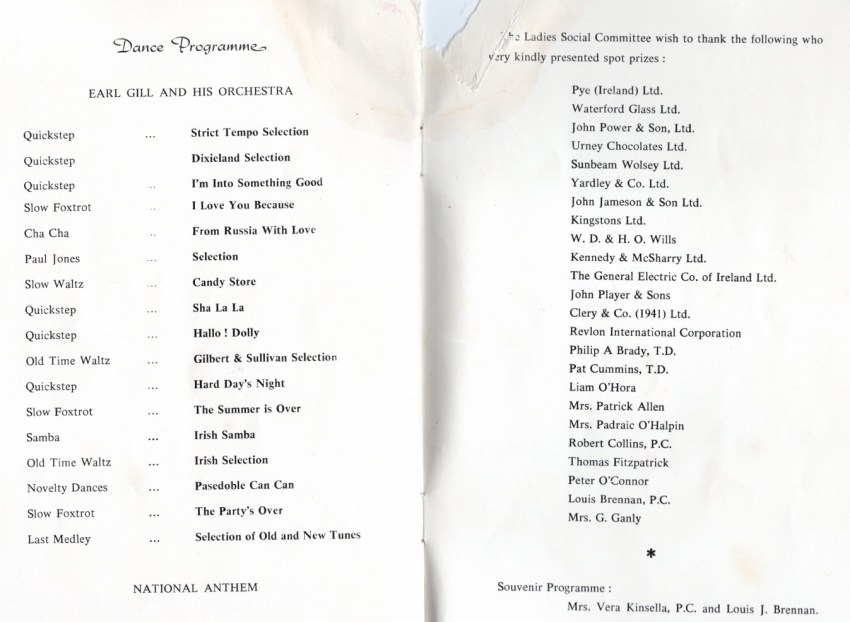 Dance Programme
EARL GILL AND HIS ORCHESTRA
Quickstep ... Strict Tempo Selection
Quickstep Dixieland Selection
Quickstep ... I'm Into Something Good
Slow Foxtrot ... I Love You Because
Cha Cha ... From Russia With Love
Paul Jones ... Selection
Slow Waltz ... Candy Store
Quickstep ... Sha La La
Quickstep ... Hallo ! Dolly
Old Time Waltz ... Gilbert & Sullivan Selection
Quickstep ... Hard Day's Night
Slow Foxtrot ... The Summer is Over
Samba ... Irish Samba
Old Time Waltz ... Irish Selection
Novelty Dances ... Pasedoble Can Can
Slow Foxtrot ... The Party's Over
Last Medley ... Selection of Old and New Tunes
NATIONAL ANTHEM
The Ladies Social Committee wish to thank the following who
very kindly presented spot prizes :
Pye (Ireland) Ltd.
Waterford Glass Ltd.
John Power & Son, Ltd.
Urney Chocolates Ltd.
Sunbeam Wolsey Ltd.
Yardley & Co. Ltd.
John Jameson & Son Ltd.
Kingstons Ltd.
W. D. & H. O. Wills
Kennedy & McSharry Ltd.
The General Electric Co. of Ireland Ltd.
John Player & Sons
Clery & Co. (1941) Ltd.
Revlon International Corporation
Philip A Brady, T.D.
Pat Cummins, T.D.
Liam O'Hora
Mrs. Patrick Allen
Mrs. Padraic O'Halpin
Robert Collins, P.C.
Thomas Fitzpatrick
Peter O'Connor
Louis Brennan, P.C.
Mrs. G. Ganly
*
Souvenir Programme :
Mrs. Vera Kinsella, P.C. and Louis J. Brennan.